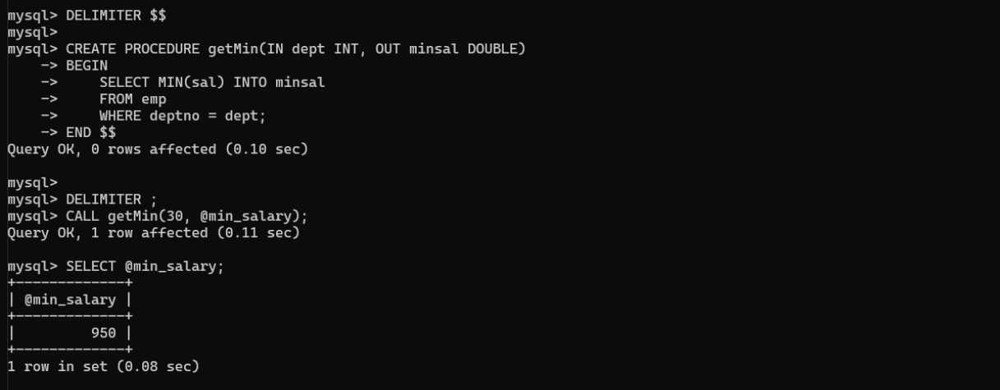 mysql> DELIMITER $$
mysql>
mysql> CREATE PROCEDURE getMin(IN dept INT, OUT minsal DOUBLE)
    -> BEGIN
    ->     SELECT MIN(sal) INTO minsal
    ->     FROM emp
    ->     WHERE deptno = dept;
    -> END $$
Query OK, 0 rows affected (0.10 sec)

mysql>
mysql> DELIMITER ;
mysql> CALL getMin(30, @min_salary);
Query OK, 1 row affected (0.11 sec)

mysql> SELECT @min_salary;
+-------------+
| @min_salary |
+-------------+
|         950 |
+-------------+
1 row in set (0.08 sec)